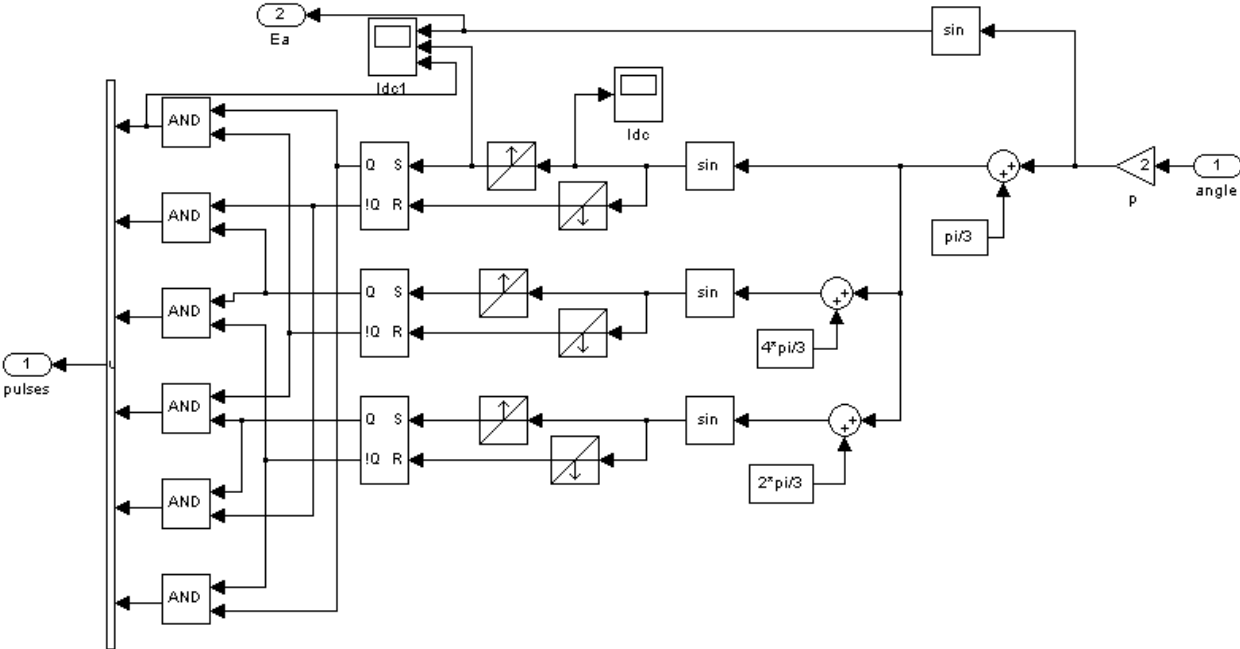 2
Ea
sin
Idc1
Idc
AND
Q S
!Q R
sin
2
p
1
angle
pi/3
AND
AND
Q S
!Q R
sin
4*pi/3
1
pulses
AND
Q S
!Q R
sin
2*pi/3
AND
AND